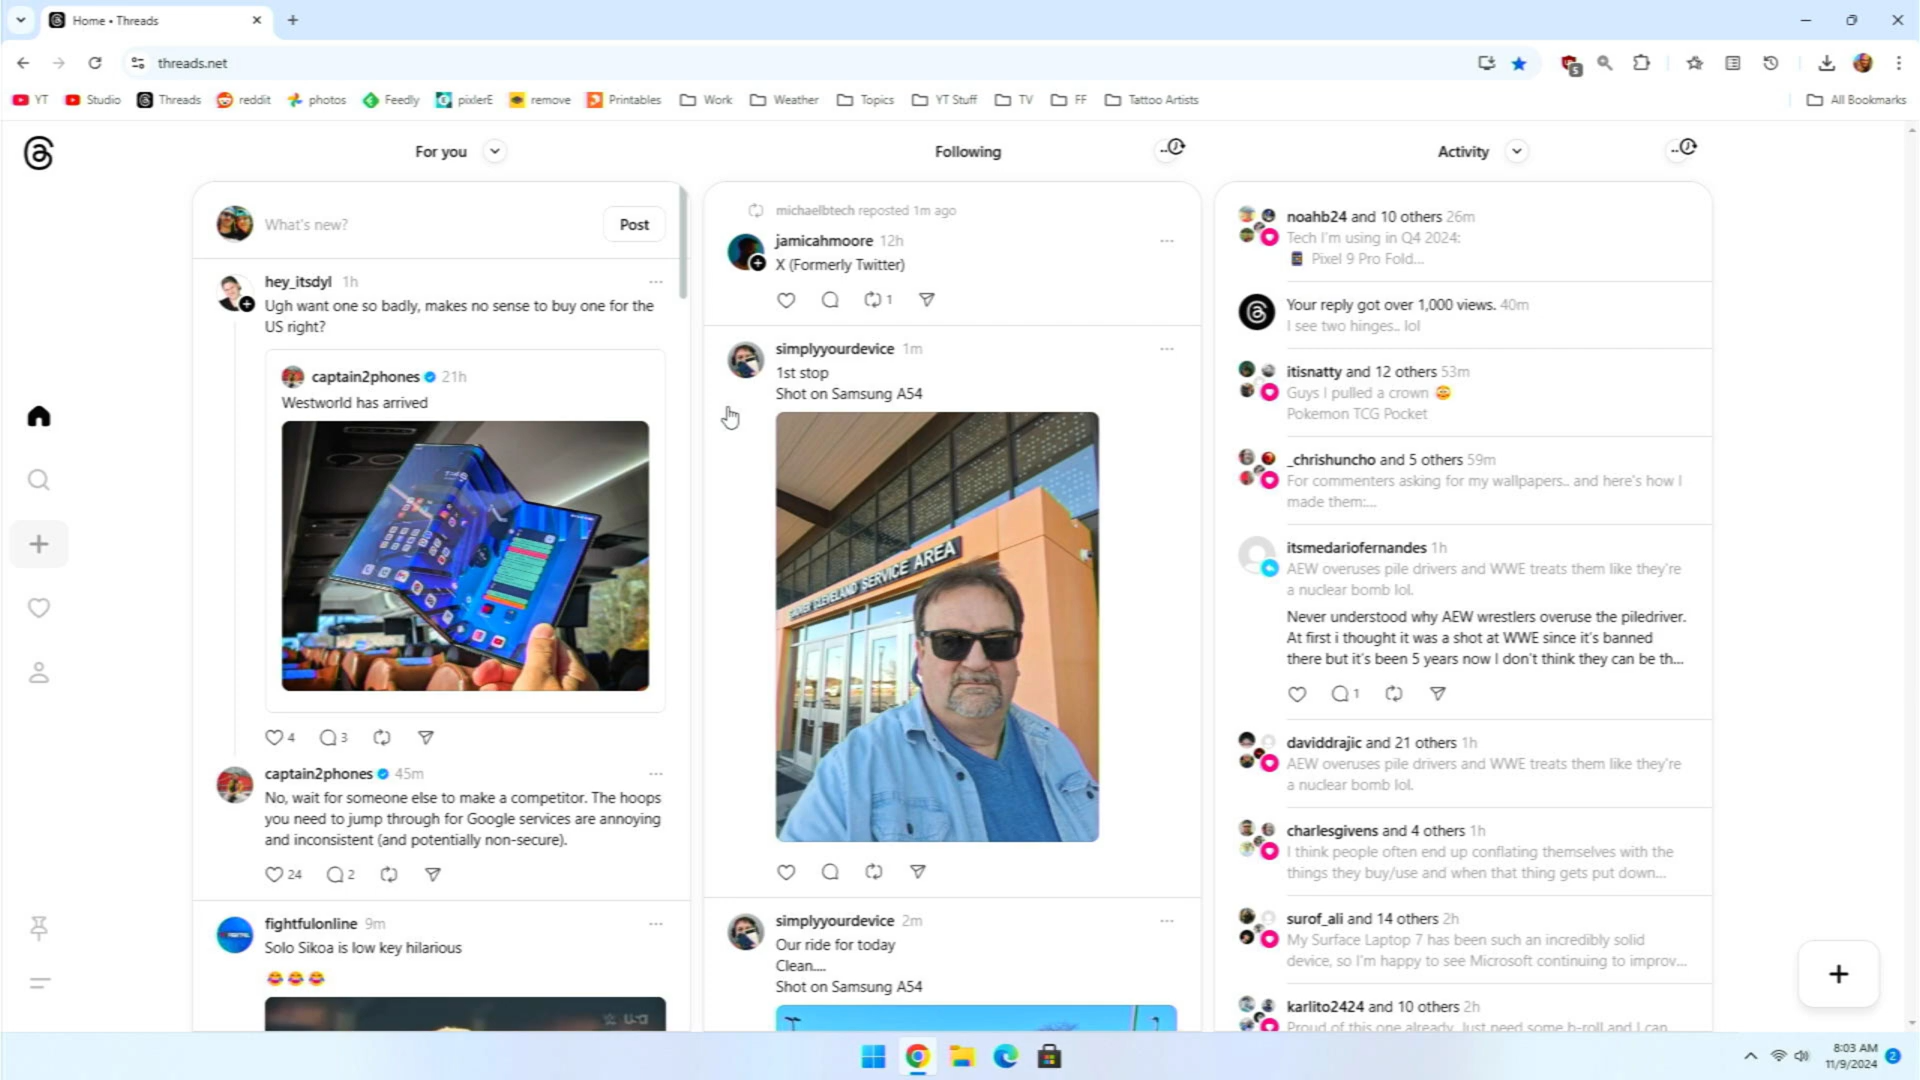 Home • Threads
threads.net
YT
Studio
Threads
reddit
photos
Feedly
pixlerE
remove
Printables
Work
Weather
Topics
YT Stuff
TV
FF
Tattoo Artists
All Bookmarks
For you
What's new?
Post
hey_itsdyl 1h
Ugh want one so badly, makes no sense to buy one for the
US right?
captain2phones 21h
Westworld has arrived
4
3
captain2phones 45m
No, wait for someone else to make a competitor. The hoops
you need to jump through for Google services are annoying
and inconsistent (and potentially non-secure).
24
2
fightfulonline 9m
Solo Sikoa is low key hilarious
😂 😂 😂
Following
michaelbtech reposted 1m ago
jamicahmoore 12h
X (Formerly Twitter)
1
simplyyourdevice 1m
1st stop
Shot on Samsung A54
GROVER CLEVELAND SERVICE AREA
simplyyourdevice 2m
Our ride for today
Clean....
Shot on Samsung A54
Activity
noahb24 and 10 others 26m
Tech I'm using in Q4 2024:
Pixel 9 Pro Fold...
Your reply got over 1,000 views. 40m
I see two hinges.. lol
itisnatty and 12 others 53m
Guys I pulled a crown
Pokemon TCG Pocket
_chrishuncho and 5 others 59m
For commenters asking for my wallpapers.. and here's how I
made them:...
itsmedariofernandes 1h
AEW overuses pile drivers and WWE treats them like they're
a nuclear bomb lol.
Never understood why AEW wrestlers overuse the piledriver.
At first i thought it was a shot at WWE since it's banned
there but it's been 5 years now I don't think they can be th...
1
daviddrajic and 21 others 1h
AEW overuses pile drivers and WWE treats them like they're
a nuclear bomb lol.
charlesgivens and 4 others 1h
I think people often end up conflating themselves with the
things they buy/use and when that thing gets put down...
surof_ali and 14 others 2h
My Surface Laptop 7 has been such an incredibly solid
device, so I'm happy to see Microsoft continuing to improv...
karlito2424 and 10 others 2h
Proud of this one already. Just need some b-roll and I can
8:03 AM
11/9/2024
2